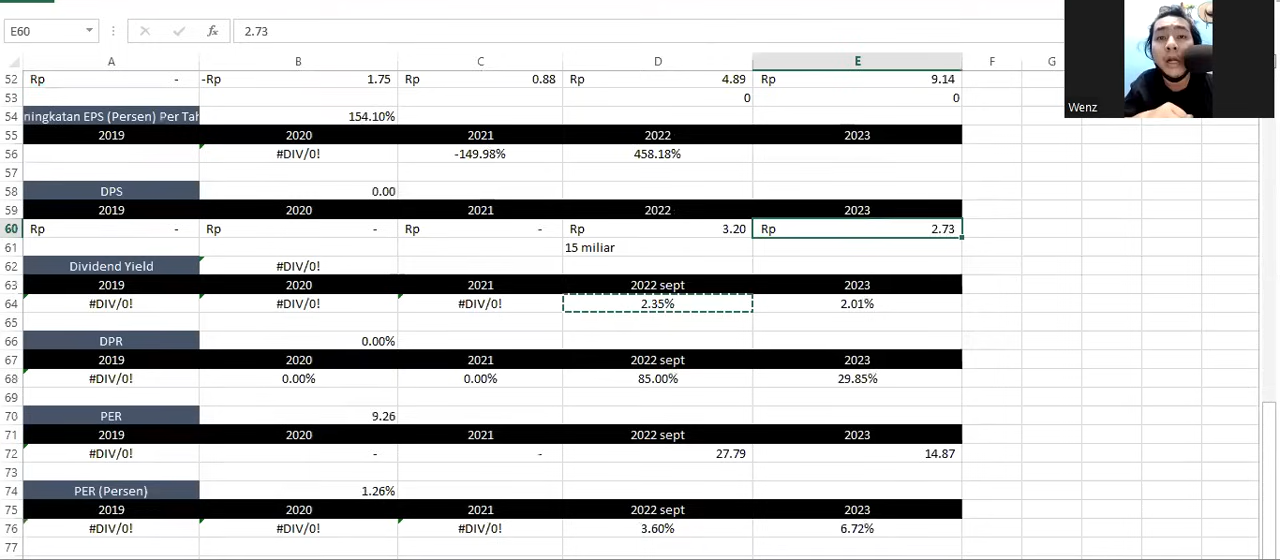 E60 fx 2.73
A B C D E F G
52 Rp - -Rp 1.75 Rp 0.88 Rp 4.89 Rp 9.14
53 0 0
54 ningkatan EPS (Persen) Per Tah 154.10%
55 2019 2020 2021 2022 2023
56 #DIV/0! -149.98% 458.18%
57
58 DPS 0.00
59 2019 2020 2021 2022 2023
60 Rp - Rp - Rp - Rp 3.20 Rp 2.73
61 15 miliar
62 Dividend Yield #DIV/0!
63 2019 2020 2021 2022 sept 2023
64 #DIV/0! #DIV/0! #DIV/0! 2.35% 2.01%
65
66 DPR 0.00%
67 2019 2020 2021 2022 sept 2023
68 #DIV/0! 0.00% 0.00% 85.00% 29.85%
69
70 PER 9.26
71 2019 2020 2021 2022 sept 2023
72 #DIV/0! - - 27.79 14.87
73
74 PER (Persen) 1.26%
75 2019 2020 2021 2022 sept 2023
76 #DIV/0! #DIV/0! #DIV/0! 3.60% 6.72%
77
Wenz